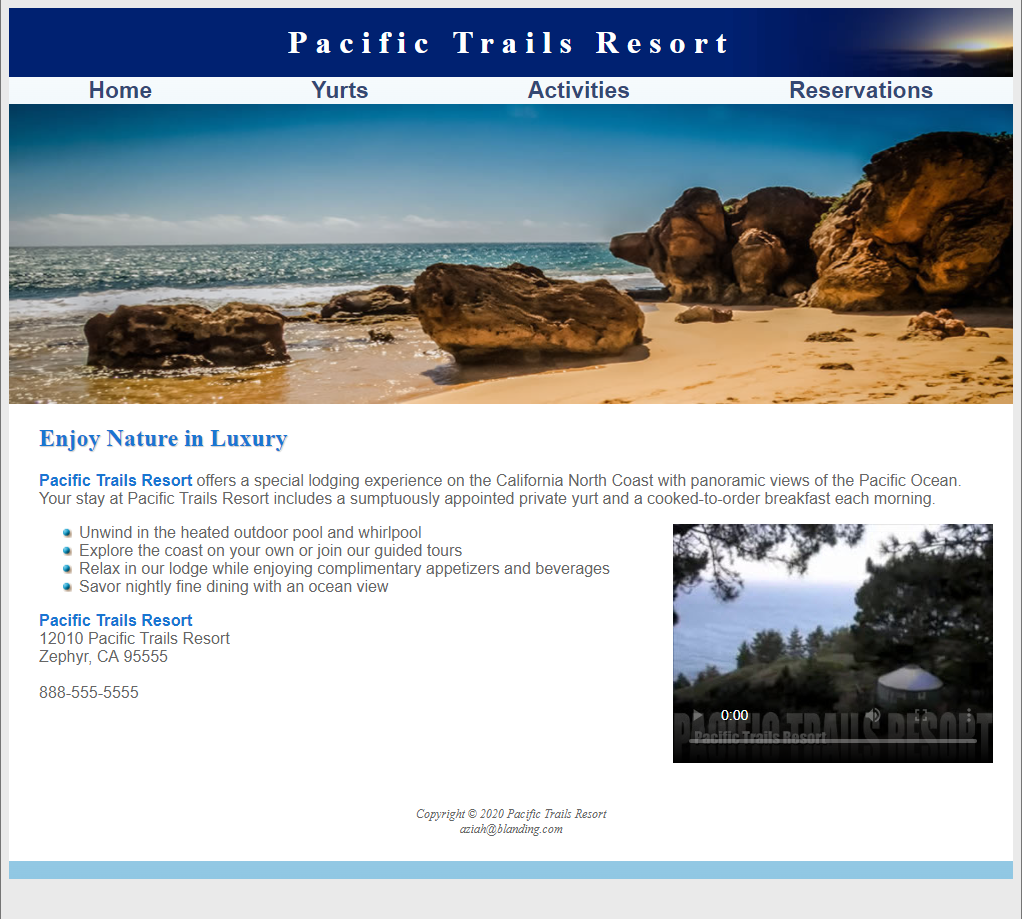 Pacific Trails Resort
Home Yurts Activities Reservations
Enjoy Nature in Luxury
Pacific Trails Resort offers a special lodging experience on the California North Coast with panoramic views of the Pacific Ocean.
Your stay at Pacific Trails Resort includes a sumptuously appointed private yurt and a cooked-to-order breakfast each morning.
Unwind in the heated outdoor pool and whirlpool
Explore the coast on your own or join our guided tours
Relax in our lodge while enjoying complimentary appetizers and beverages
Savor nightly fine dining with an ocean view
Pacific Trails Resort
12010 Pacific Trails Resort
Zephyr, CA 95555
888-555-5555
0:00
PACIFIC TRAILS RESORT
Pacific Trails Resort
Copyright © 2020 Pacific Trails Resort
aziah@blanding.com